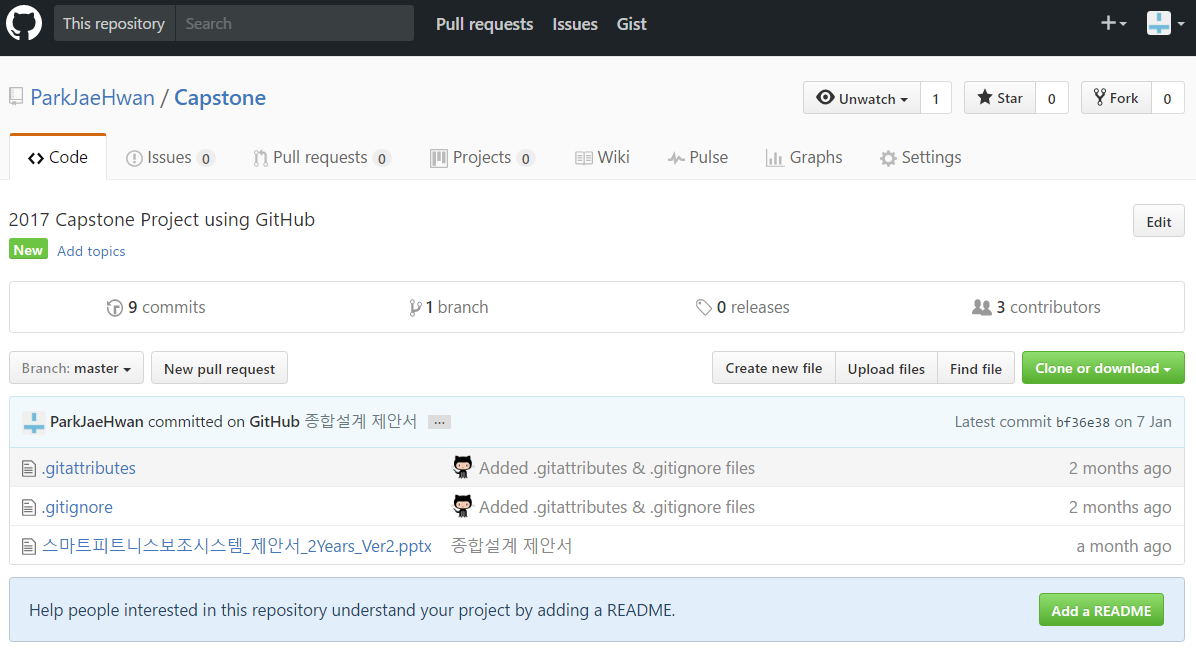 This repository Search Pull requests Issues Gist
ParkJaeHwan / Capstone Unwatch 1 Star 0 Fork 0
Code Issues 0 Pull requests 0 Projects 0 Wiki Pulse Graphs Settings
2017 Capstone Project using GitHub Edit
New Add topics
9 commits 1 branch 0 releases 3 contributors
Branch: master New pull request Create new file Upload files Find file Clone or download
ParkJaeHwan committed on GitHub 종합설계 제안서 ... Latest commit bf36e38 on 7 Jan
.gitattributes Added .gitattributes & .gitignore files 2 months ago
.gitignore Added .gitattributes & .gitignore files 2 months ago
스마트피트니스보조시스템_제안서_2Years_Ver2.pptx 종합설계 제안서 a month ago
Help people interested in this repository understand your project by adding a README. Add a README